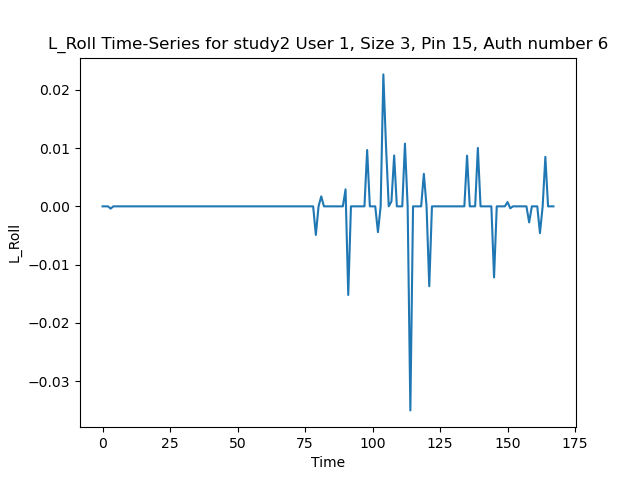 L_Roll Time-Series for study2 User 1, Size 3, Pin 15, Auth number 6
0.02
0.01
0.00
−0.01
−0.02
−0.03
L_Roll
0 25 50 75 100 125 150 175
Time